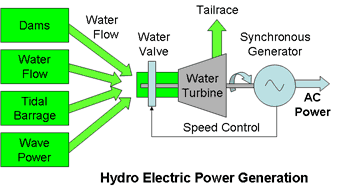 Dams
Water
Flow
Water
Flow
Tidal
Barrage
Wave
Power
Water
Valve
Tailrace
Water
Turbine
Synchronous
Generator
AC
Power
Speed Control
Hydro Electric Power Generation